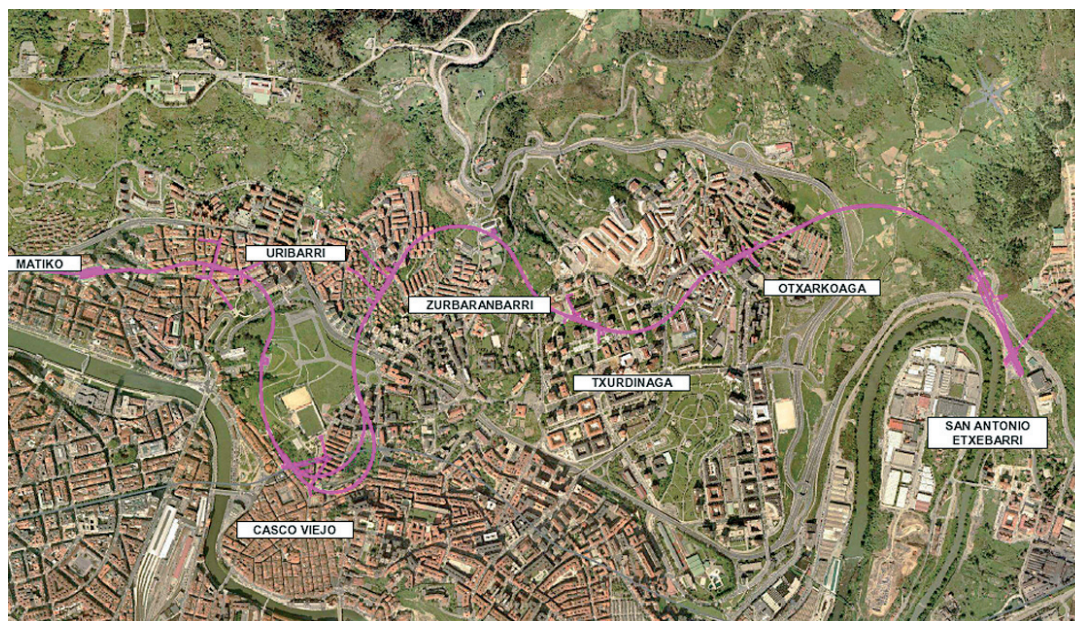 MATIKO
URIBARRI
ZURBARANBARRI
OTXARKOAGA
TXURDINAGA
SAN ANTONIO
ETXEBARRI
CASCO VIEJO